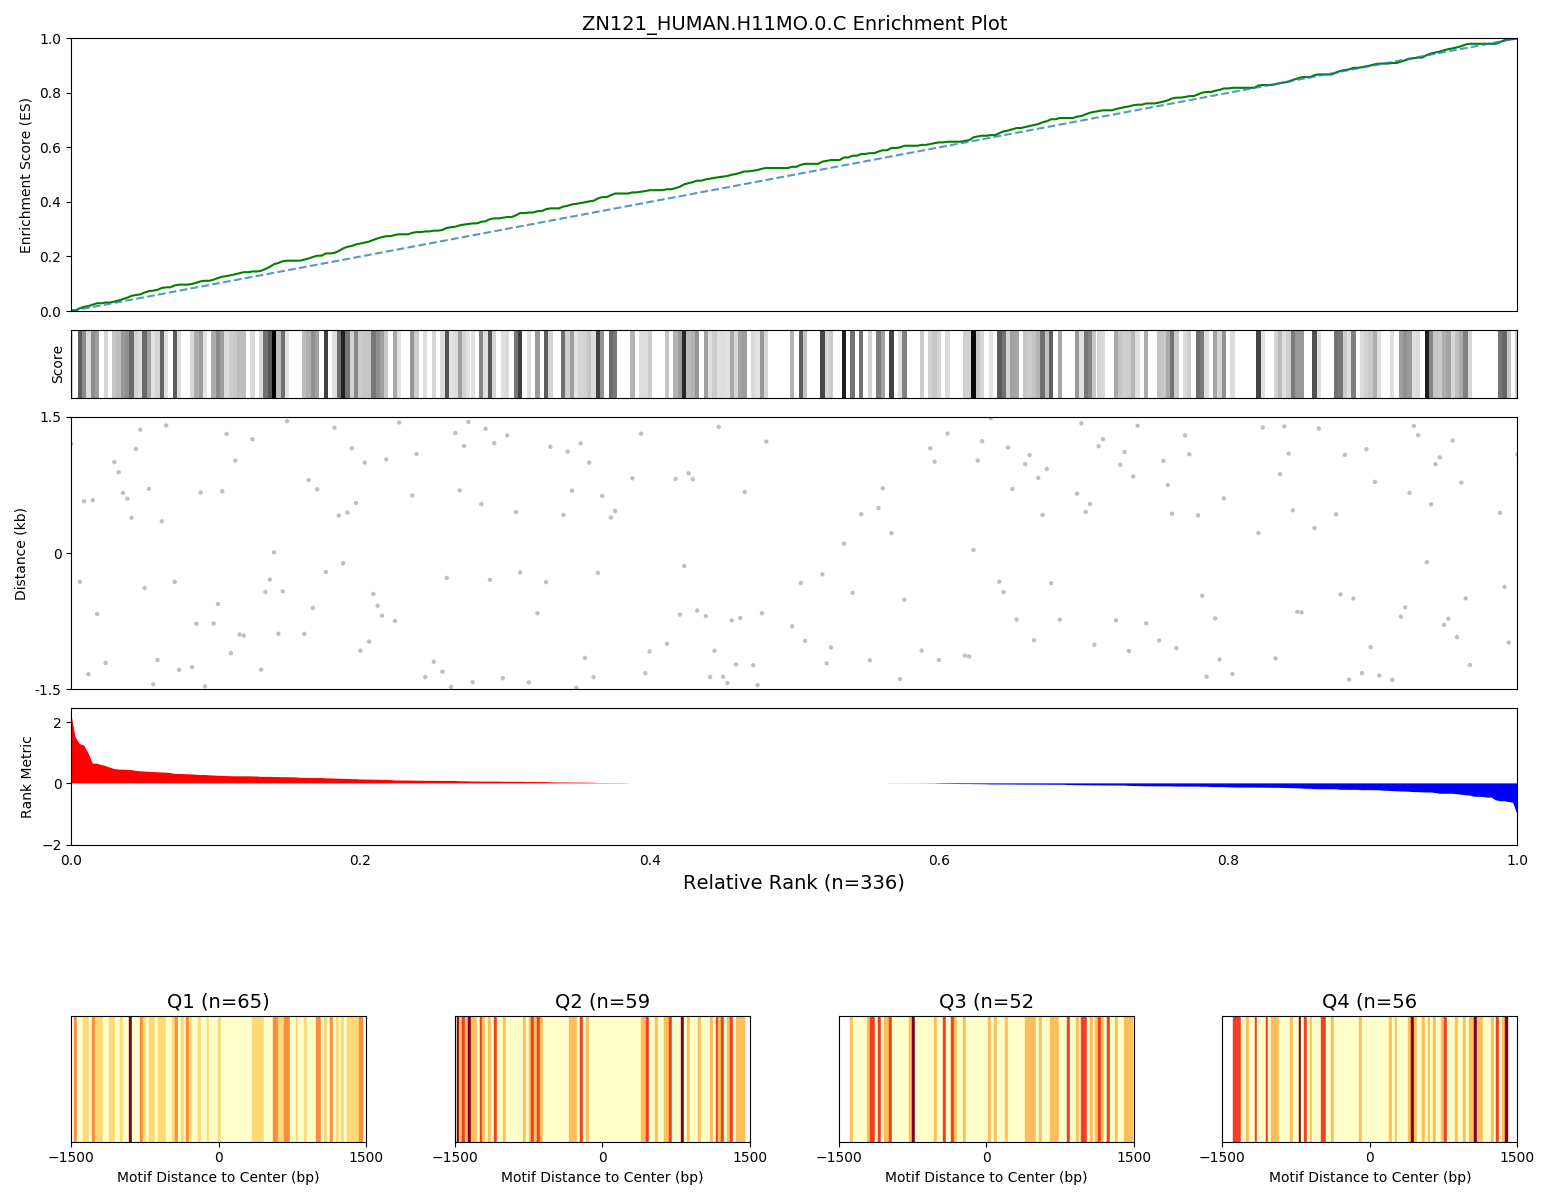 ZN121_HUMAN.H11MO.0.C Enrichment Plot
1.0
0.8
0.6
0.4
0.2
0.0
Enrichment Score (ES)
Score
1.5
0
-1.5
Distance (kb)
2
0
−2
Rank Metric
0.0 0.2 0.4 0.6 0.8 1.0
Relative Rank (n=336)
Q1 (n=65) Q2 (n=59 Q3 (n=52 Q4 (n=56
−1500 0 1500 −1500 0 1500 −1500 0 1500 −1500 0 1500
Motif Distance to Center (bp) Motif Distance to Center (bp) Motif Distance to Center (bp) Motif Distance to Center (bp)